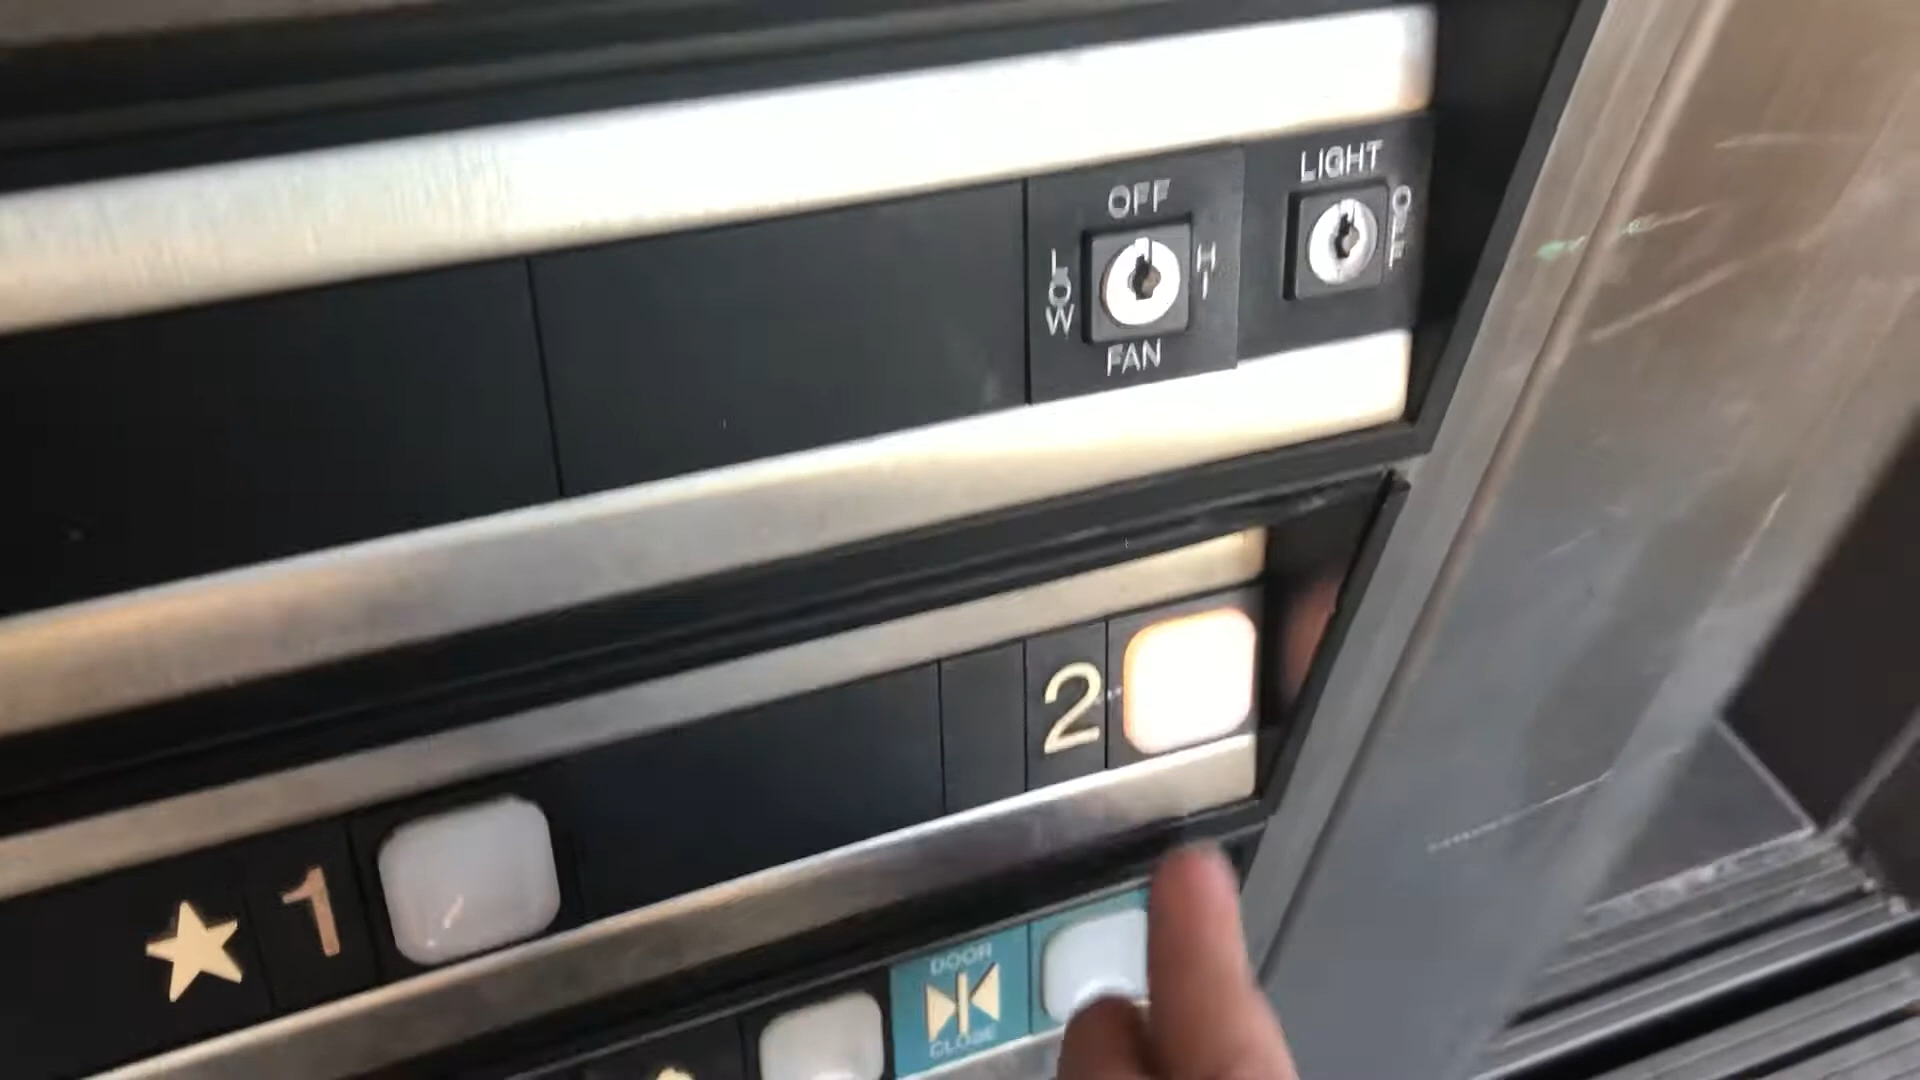 OFF
LOW
HI
FAN
LIGHT
OFF
2
★ 1
DOOR
CLOSE